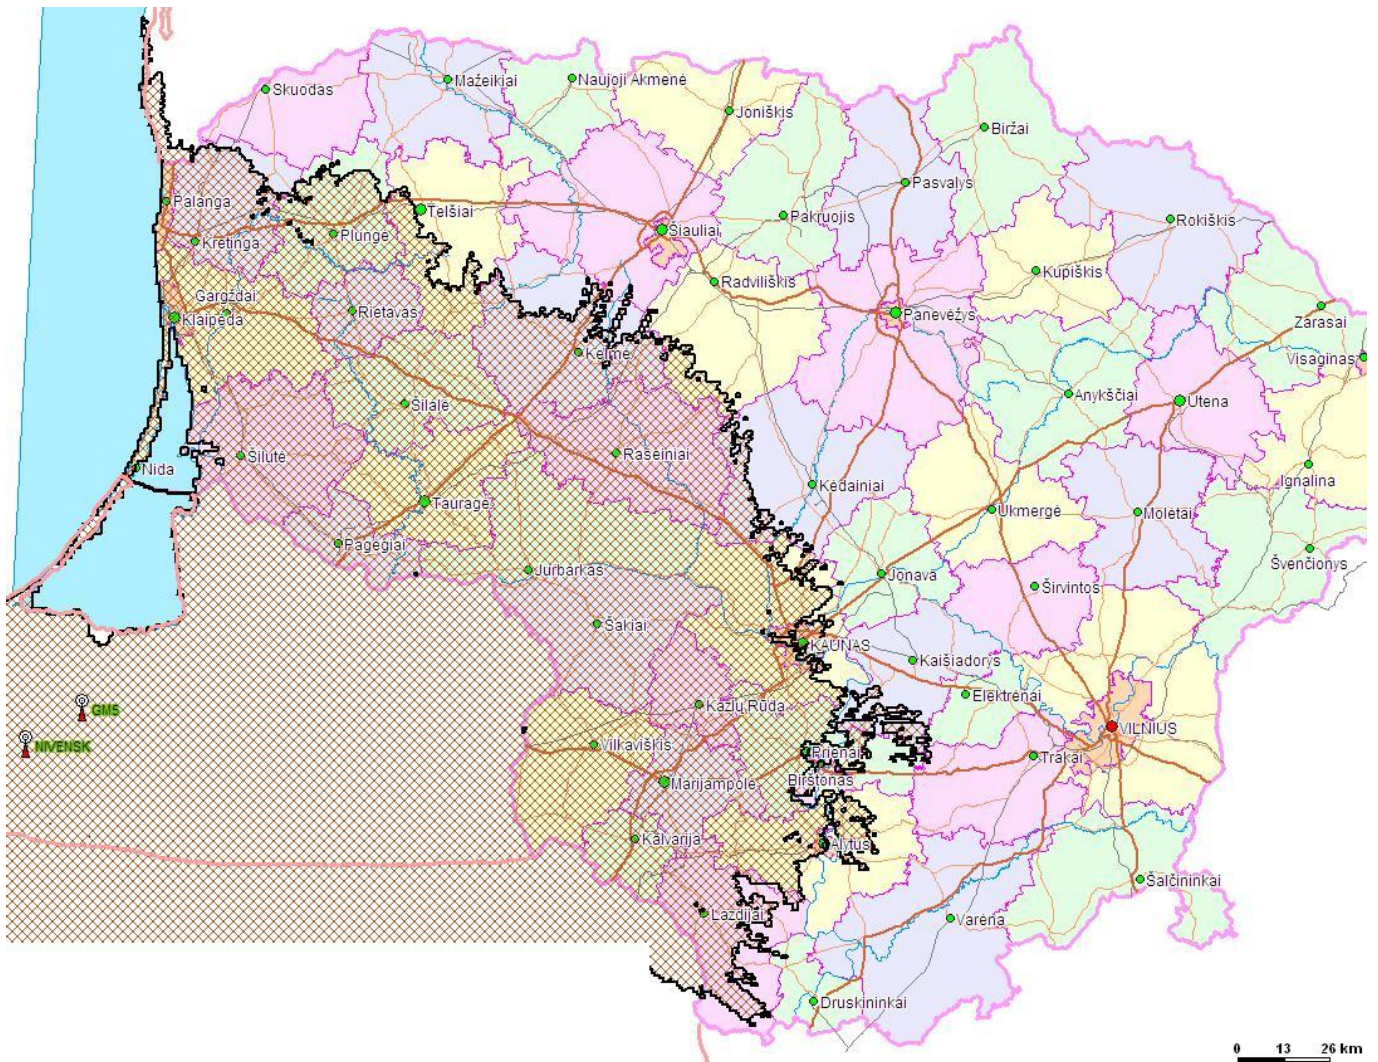 Skuodas
Mažeikiai
Naujoji Akmenė
Joniškis
Biržai
Palanga
Telšiai
Pasvalys
Pakruojis
Rokiškis
Kretinga
Plungė
Šiauliai
Kupiškis
Radviliškis
Gargždai
Klaipėda
Rietavas
Panevėžys
Zarasai
Visaginas
Kelmė
Šilalė
Anykščiai
Utena
Nida
Šilutė
Raseiniai
Kėdainiai
Ignalina
Tauragė
Ukmergė
Molėtai
Pagėgiai
Jurbarkas
Jonava
Švenčionys
Širvintos
Šakiai
KAUNAS
Kaišiadorys
Elektrėnai
GM5
Kazlų Rūda
NIVENSK
Vilkaviškis
Prienai
VILNIUS
Trakai
Marijampolė
Birštonas
Kalvarija
Alytus
Šalčininkai
Lazdijai
Varėna
Druskininkai
0 13 26 km